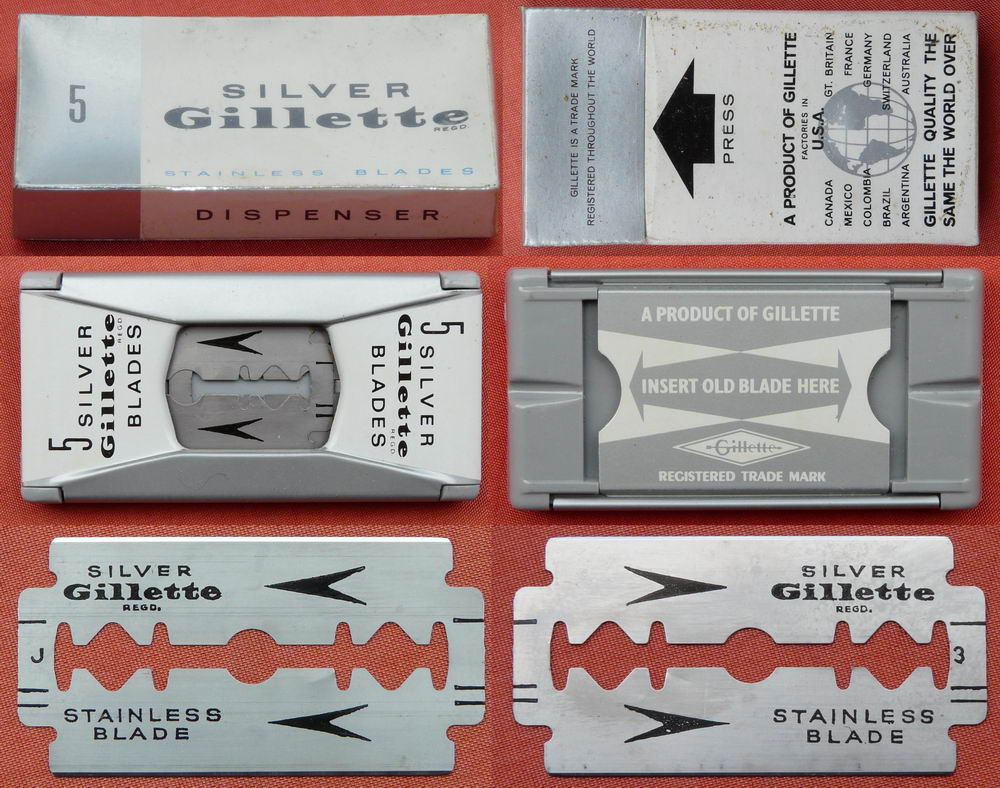 5
SILVER
Gillette
REGD.
STAINLESS BLADES
DISPENSER
GILLETTE IS A TRADE MARK
REGISTERED THROUGHOUT THE WORLD
PRESS
A PRODUCT OF GILLETTE
FACTORIES IN
U.S.A.
CANADA GT. BRITAIN
MEXICO FRANCE
COLOMBIA GERMANY
BRAZIL SWITZERLAND
ARGENTINA AUSTRALIA
GILLETTE QUALITY THE
SAME THE WORLD OVER
5 SILVER
Gillette
REGD
BLADES
5 SILVER
Gillette
REGD
BLADES
A PRODUCT OF GILLETTE
INSERT OLD BLADE HERE
Gillette
REGISTERED TRADE MARK
SILVER
Gillette
REGD.
J
STAINLESS
BLADE
SILVER
Gillette
REGD.
3
STAINLESS
BLADE